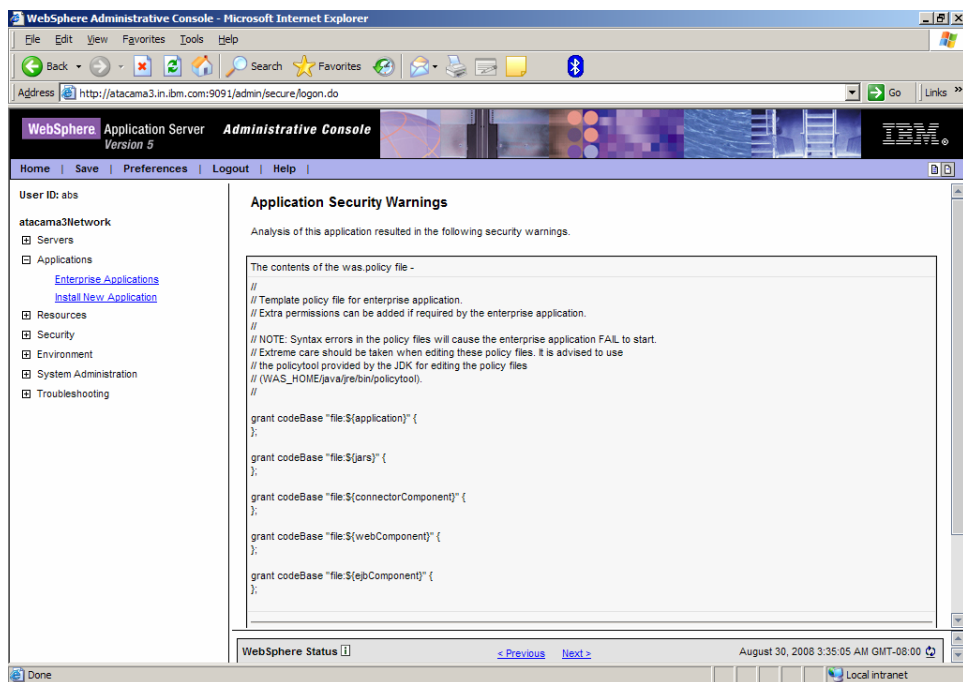 WebSphere Administrative Console - Microsoft Internet Explorer
File Edit View Favorites Tools Help
Back Search Favorites
Address http://atacama3.in.ibm.com:9091/admin/secure/logon.do Go Links »
WebSphere Application Server Administrative Console
Version 5
IBM
Home | Save | Preferences | Logout | Help |
User ID: abs
atacama3Network
Servers
Applications
Enterprise Applications
Install New Application
Resources
Security
Environment
System Administration
Troubleshooting
Application Security Warnings
Analysis of this application resulted in the following security warnings.
The contents of the was.policy file -
//
// Template policy file for enterprise application.
// Extra permissions can be added if required by the enterprise application.
//
// NOTE: Syntax errors in the policy files will cause the enterprise application FAIL to start.
// Extreme care should be taken when editing these policy files. It is advised to use
// the policytool provided by the JDK for editing the policy files
// (WAS_HOME/java/jre/bin/policytool).
//
grant codeBase "file:${application}" {
};
grant codeBase "file:${jars}" {
};
grant codeBase "file:${connectorComponent}" {
};
grant codeBase "file:${webComponent}" {
};
grant codeBase "file:${ejbComponent}" {
};
WebSphere Status i < Previous Next > August 30, 2008 3:35:05 AM GMT-08:00
Done Local intranet